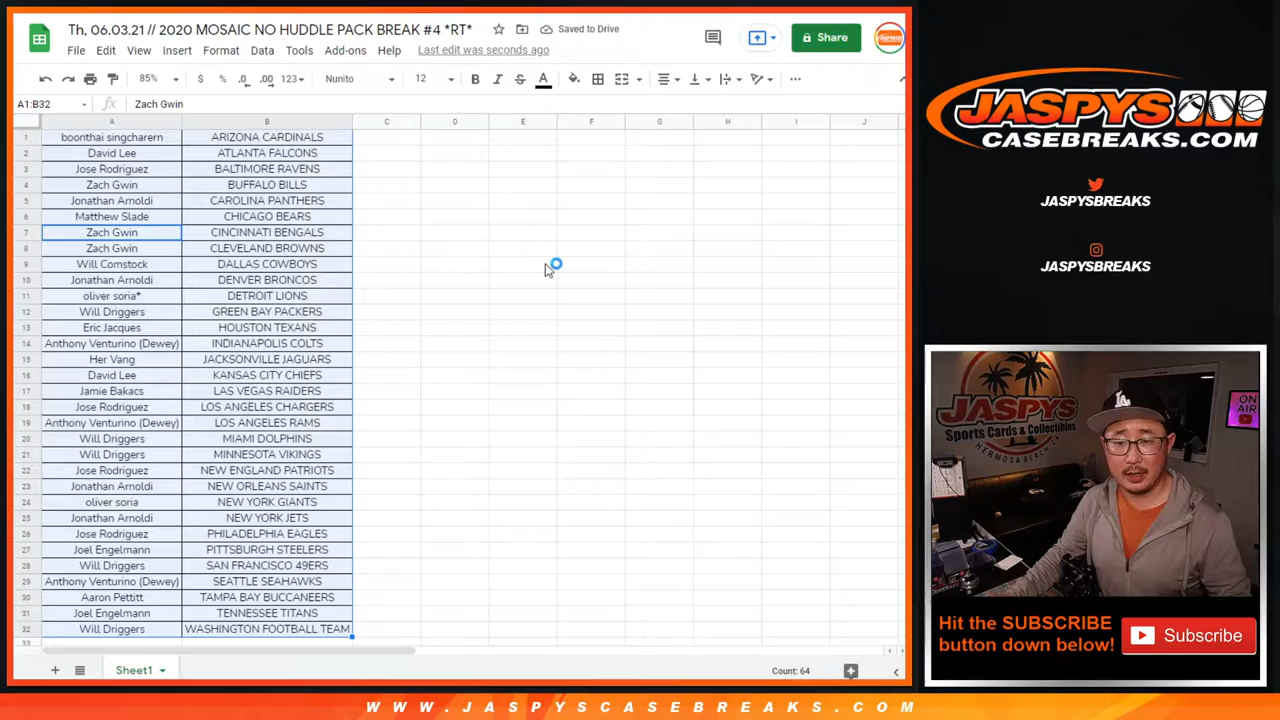 Th, 06.03.21 // 2020 MOSAIC NO HUDDLE PACK BREAK #4 *RT*
Saved to Drive
Share
File Edit View Insert Format Data Tools Add-ons Help Last edit was seconds ago
85% $ % .0 .00 123 Nunito 12 B I S A
A1:B32 fx Zach Gwin
A B C D E F G H I J
1 boonthai singcharern ARIZONA CARDINALS
2 David Lee ATLANTA FALCONS
3 Jose Rodriguez BALTIMORE RAVENS
4 Zach Gwin BUFFALO BILLS
5 Jonathan Arnoldi CAROLINA PANTHERS
6 Matthew Slade CHICAGO BEARS
7 Zach Gwin CINCINNATI BENGALS
8 Zach Gwin CLEVELAND BROWNS
9 Will Comstock DALLAS COWBOYS
10 Jonathan Arnoldi DENVER BRONCOS
11 oliver soria* DETROIT LIONS
12 Will Driggers GREEN BAY PACKERS
13 Eric Jacques HOUSTON TEXANS
14 Anthony Venturino (Dewey) INDIANAPOLIS COLTS
15 Her Vang JACKSONVILLE JAGUARS
16 David Lee KANSAS CITY CHIEFS
17 Jamie Bakacs LAS VEGAS RAIDERS
18 Jose Rodriguez LOS ANGELES CHARGERS
19 Anthony Venturino (Dewey) LOS ANGELES RAMS
20 Will Driggers MIAMI DOLPHINS
21 Will Driggers MINNESOTA VIKINGS
22 Jose Rodriguez NEW ENGLAND PATRIOTS
23 Jonathan Arnoldi NEW ORLEANS SAINTS
24 oliver soria NEW YORK GIANTS
25 Jonathan Arnoldi NEW YORK JETS
26 Jose Rodriguez PHILADELPHIA EAGLES
27 Joel Engelmann PITTSBURGH STEELERS
28 Will Driggers SAN FRANCISCO 49ERS
29 Anthony Venturino (Dewey) SEATTLE SEAHAWKS
30 Aaron Pettitt TAMPA BAY BUCCANEERS
31 Joel Engelmann TENNESSEE TITANS
32 Will Driggers WASHINGTON FOOTBALL TEAM
33
Sheet1
Count: 64
JASPYS
CASEBREAKS.COM
JASPYSBREAKS
JASPYSBREAKS
JASPYS
Sports Cards & Collectibles
HERMOSA BEACH, CA
LA
ON
AIR
Hit the SUBSCRIBE
button down below!
Subscribe
WWW.JASPYSCASEBREAKS.COM